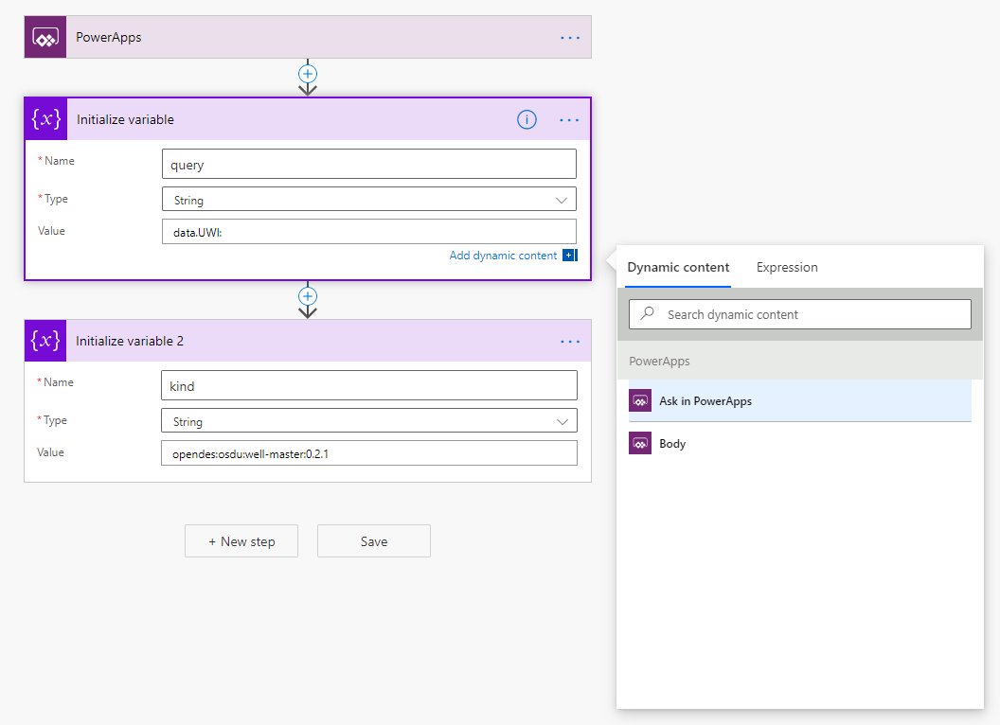 PowerApps
{x} Initialize variable
* Name
query
* Type
String
Value
data.UWI:
Add dynamic content
{x} Initialize variable 2
* Name
kind
* Type
String
Value
opendes:osdu:well-master:0.2.1
+ New step
Save
Dynamic content
Expression
Search dynamic content
PowerApps
Ask in PowerApps
Body